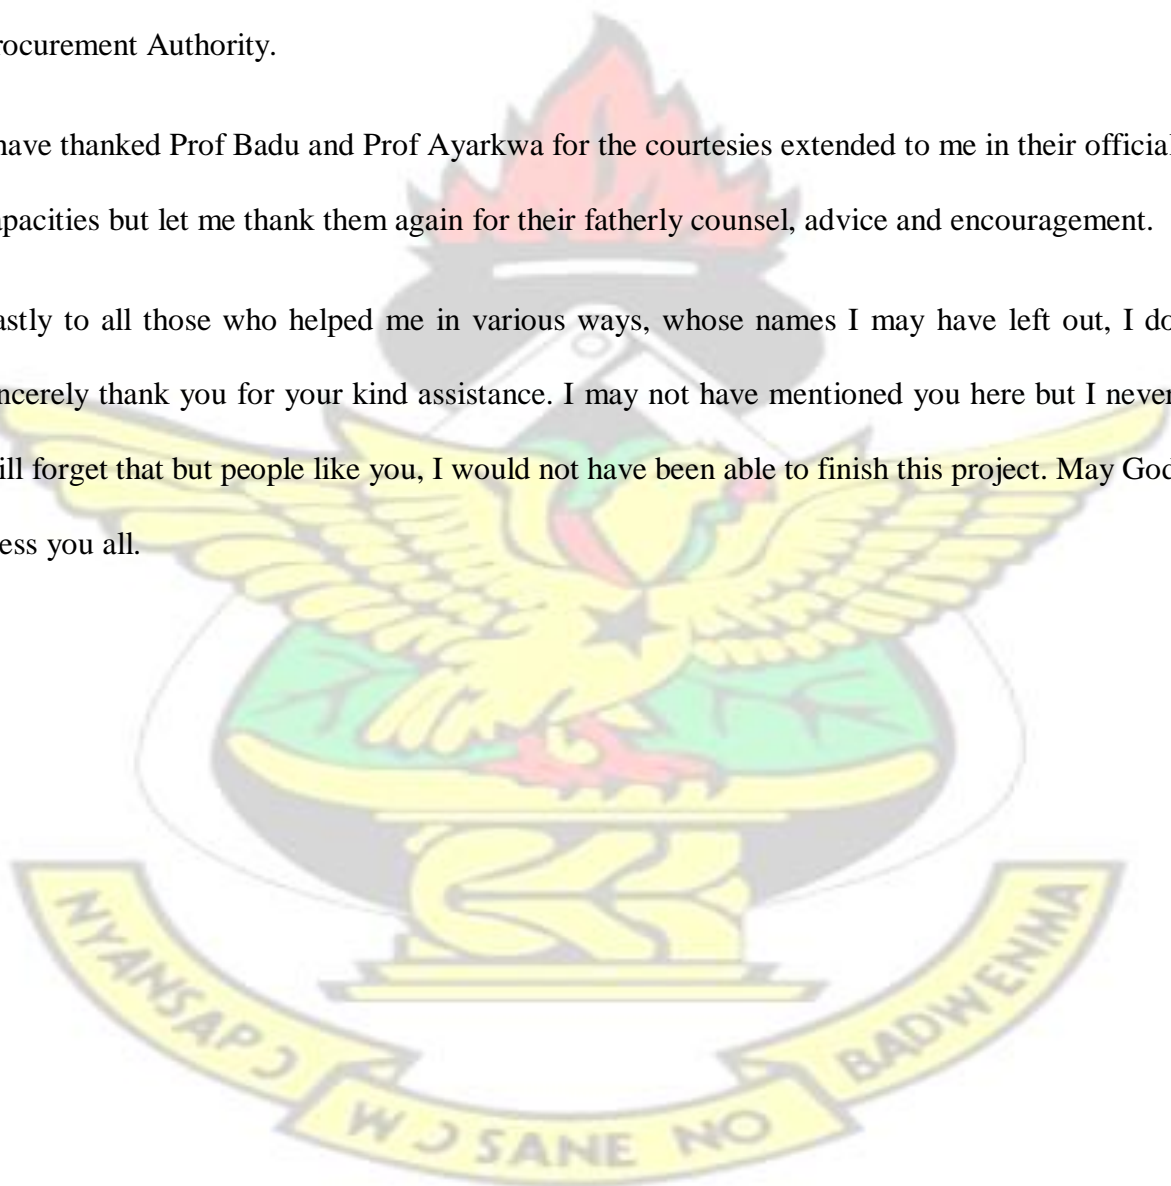 rocurement Authority.
have thanked Prof Badu and Prof Ayarkwa for the courtesies extended to me in their official
apacities but let me thank them again for their fatherly counsel, advice and encouragement.
astly to all those who helped me in various ways, whose names I may have left out, I do
ncerely thank you for your kind assistance. I may not have mentioned you here but I never
ill forget that but people like you, I would not have been able to finish this project. May God
ess you all.
NYANSAPƆ
WƆSANE NO
BADWENMA